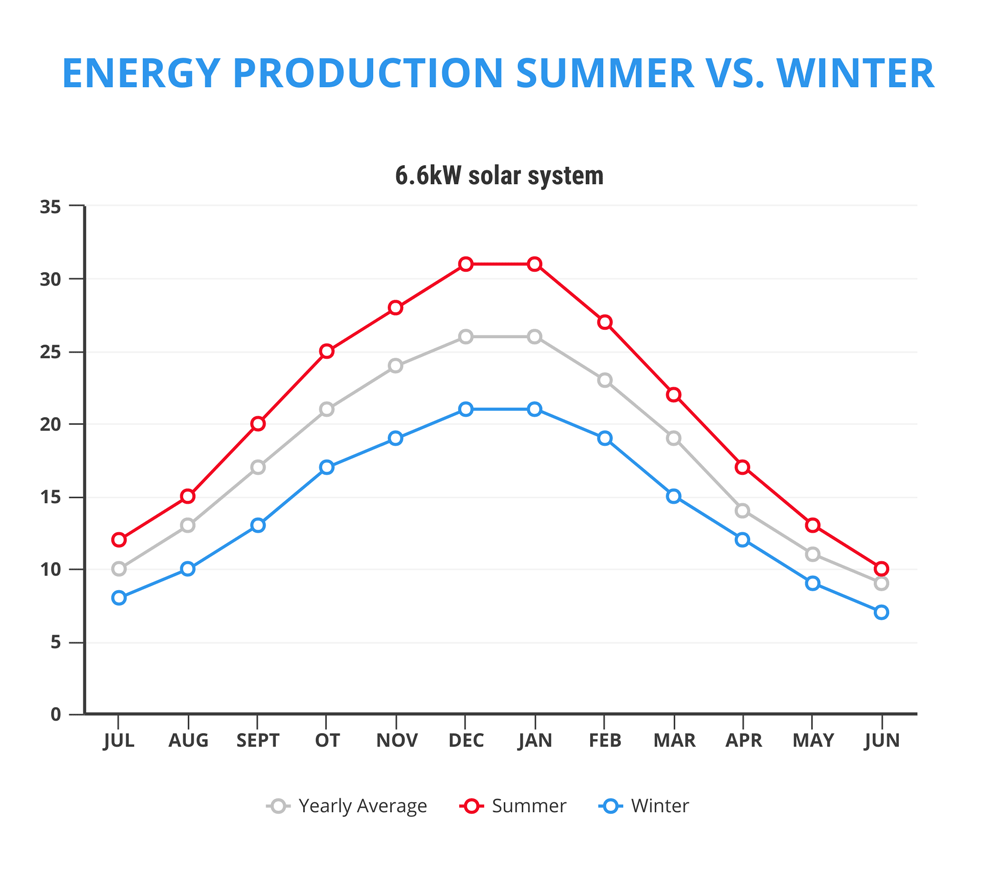 ENERGY PRODUCTION SUMMER VS. WINTER
6.6kW solar system
35
30
25
20
15
10
5
0
JUL AUG SEPT OT NOV DEC JAN FEB MAR APR MAY JUN
Yearly Average Summer Winter